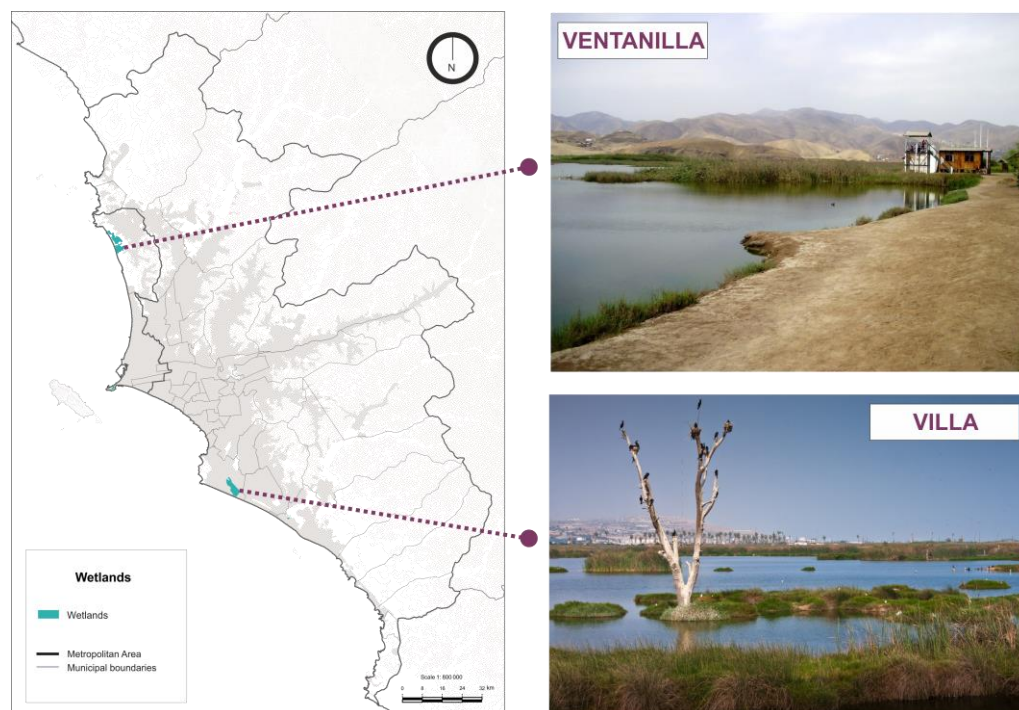 N
VENTANILLA
VILLA
Wetlands
Wetlands
Metropolitan Area
Municipal boundaries
Scale 1: 600 000
0 8 16 24 32 km